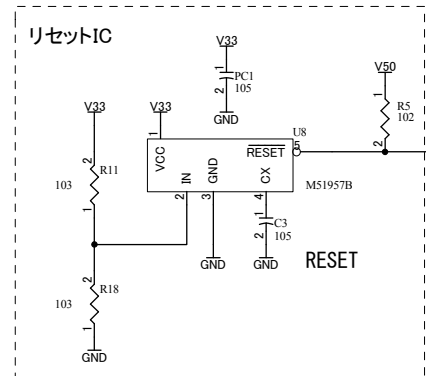 リセットIC
V33
1
PC1
2
105
GND
V50
1
R5
102
2
V33
V33
1
U8
VCC
RESET
5
IN
GND
CX
M51957B
2
3
4
2
R11
103
1
1
C3
2
105
GND
GND
RESET
2
R18
103
1
GND